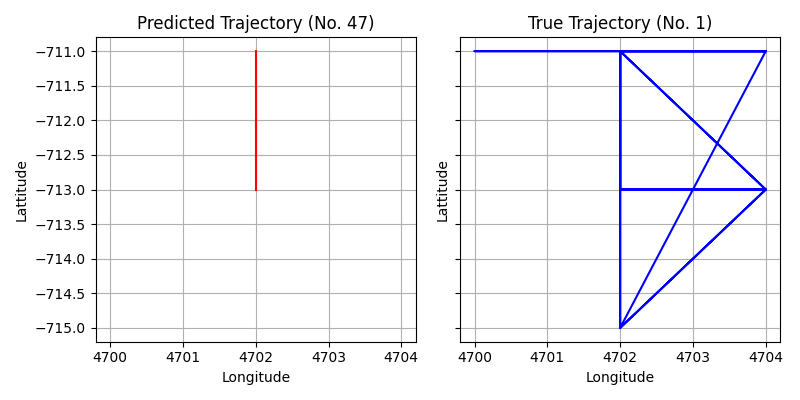 Predicted Trajectory (No. 47)
True Trajectory (No. 1)
−711.0
−711.5
−712.0
−712.5
−713.0
−713.5
−714.0
−714.5
−715.0
Lattitude
Lattitude
4700 4701 4702 4703 4704
4700 4701 4702 4703 4704
Longitude
Longitude